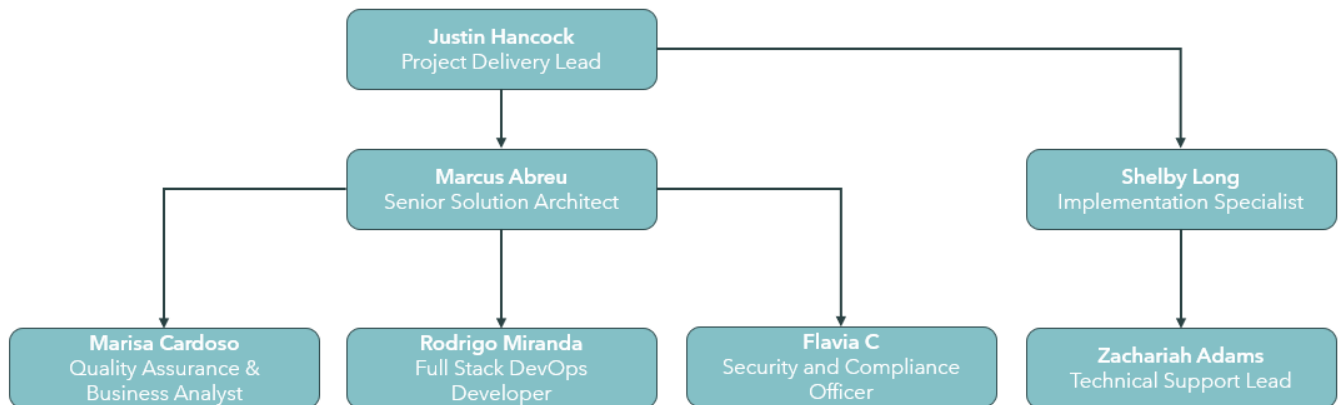 Justin Hancock
Project Delivery Lead
Marcus Abreu
Senior Solution Architect
Shelby Long
Implementation Specialist
Marisa Cardoso
Quality Assurance &
Business Analyst
Rodrigo Miranda
Full Stack DevOps
Developer
Flavia C
Security and Compliance
Officer
Zachariah Adams
Technical Support Lead